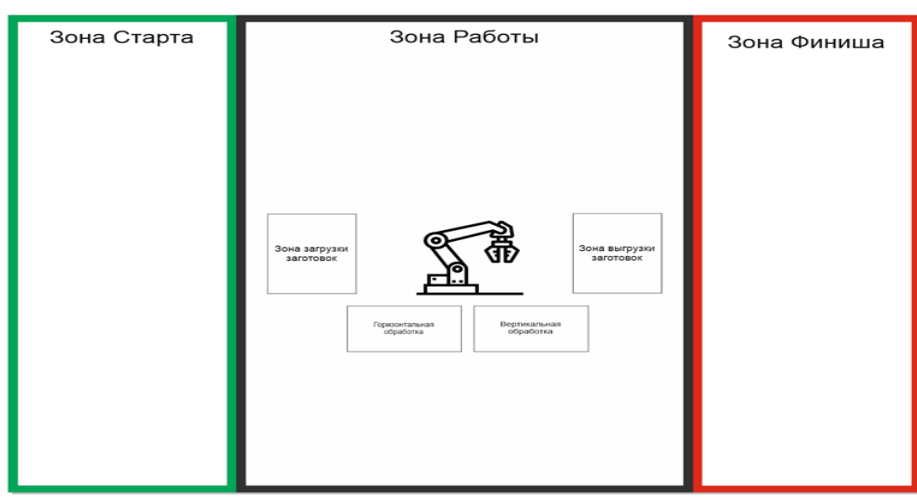 Зона Старта
Зона Работы
Зона Финиша
Зона загрузки
заготовок
Зона выгрузки
заготовок
Горизонтальная
обработка
Вертикальная
обработка